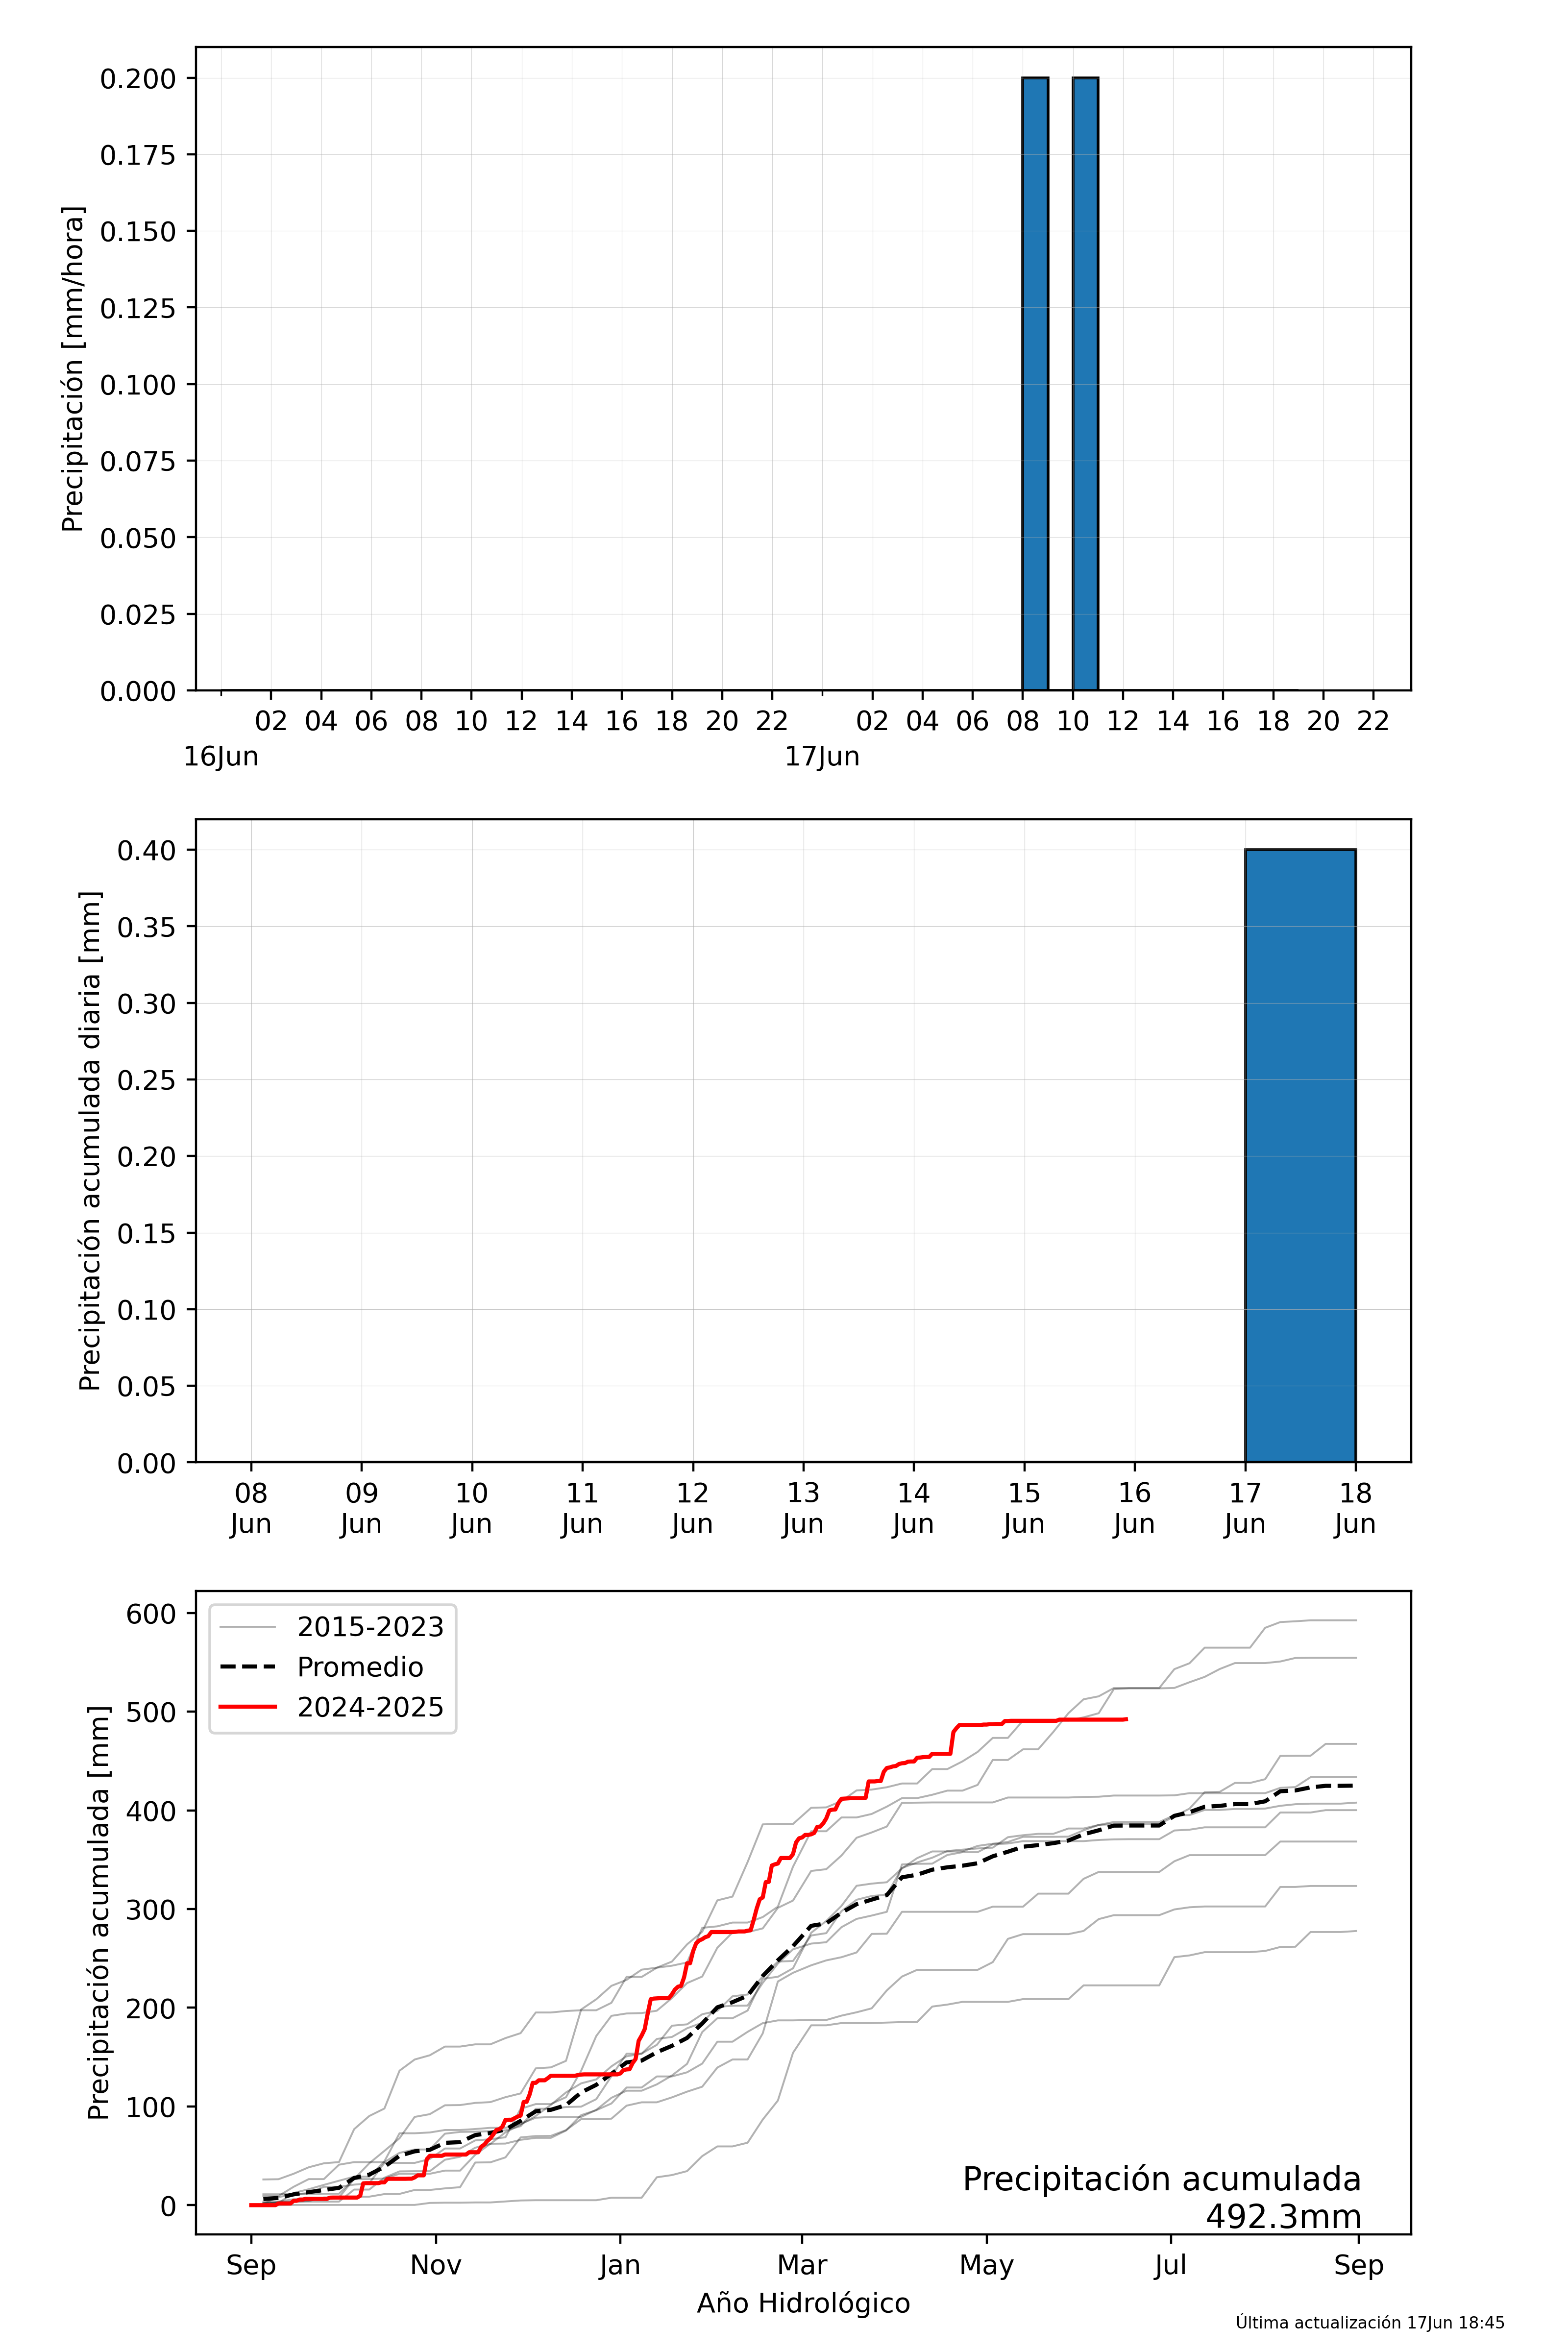 0.200
0.175
0.150
0.125
0.100
0.075
0.050
0.025
0.000
Precipitación [mm/hora]
02 04 06 08 10 12 14 16 18 20 22 02 04 06 08 10 12 14 16 18 20 22
16Jun 17Jun
0.40
0.35
0.30
0.25
0.20
0.15
0.10
0.05
0.00
Precipitación acumulada diaria [mm]
08 09 10 11 12 13 14 15 16 17 18
Jun Jun Jun Jun Jun Jun Jun Jun Jun Jun Jun
600
500
400
300
200
100
0
Precipitación acumulada [mm]
2015-2023
Promedio
2024-2025
Precipitación acumulada
492.3mm
Sep Nov Jan Mar May Jul Sep
Año Hidrológico
Última actualización 17Jun 18:45